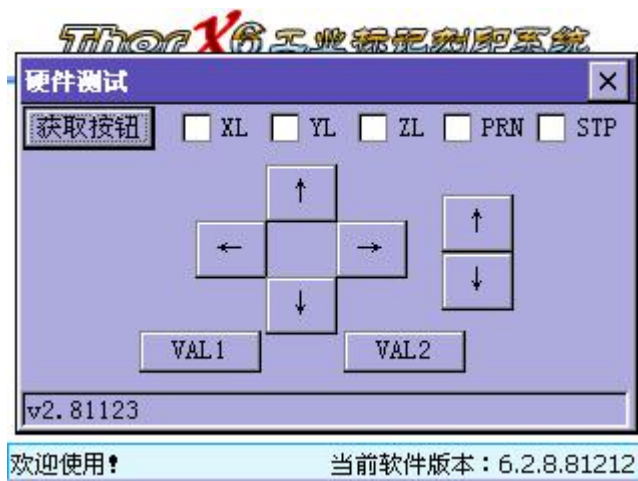 ThorX6工业标记刻印系统
硬件测试
获取按钮 XL YL ZL PRN STP
↑
↑
← →
↓
↓
VAL1 VAL2
v2.81123
欢迎使用! 当前软件版本:6.2.8.81212